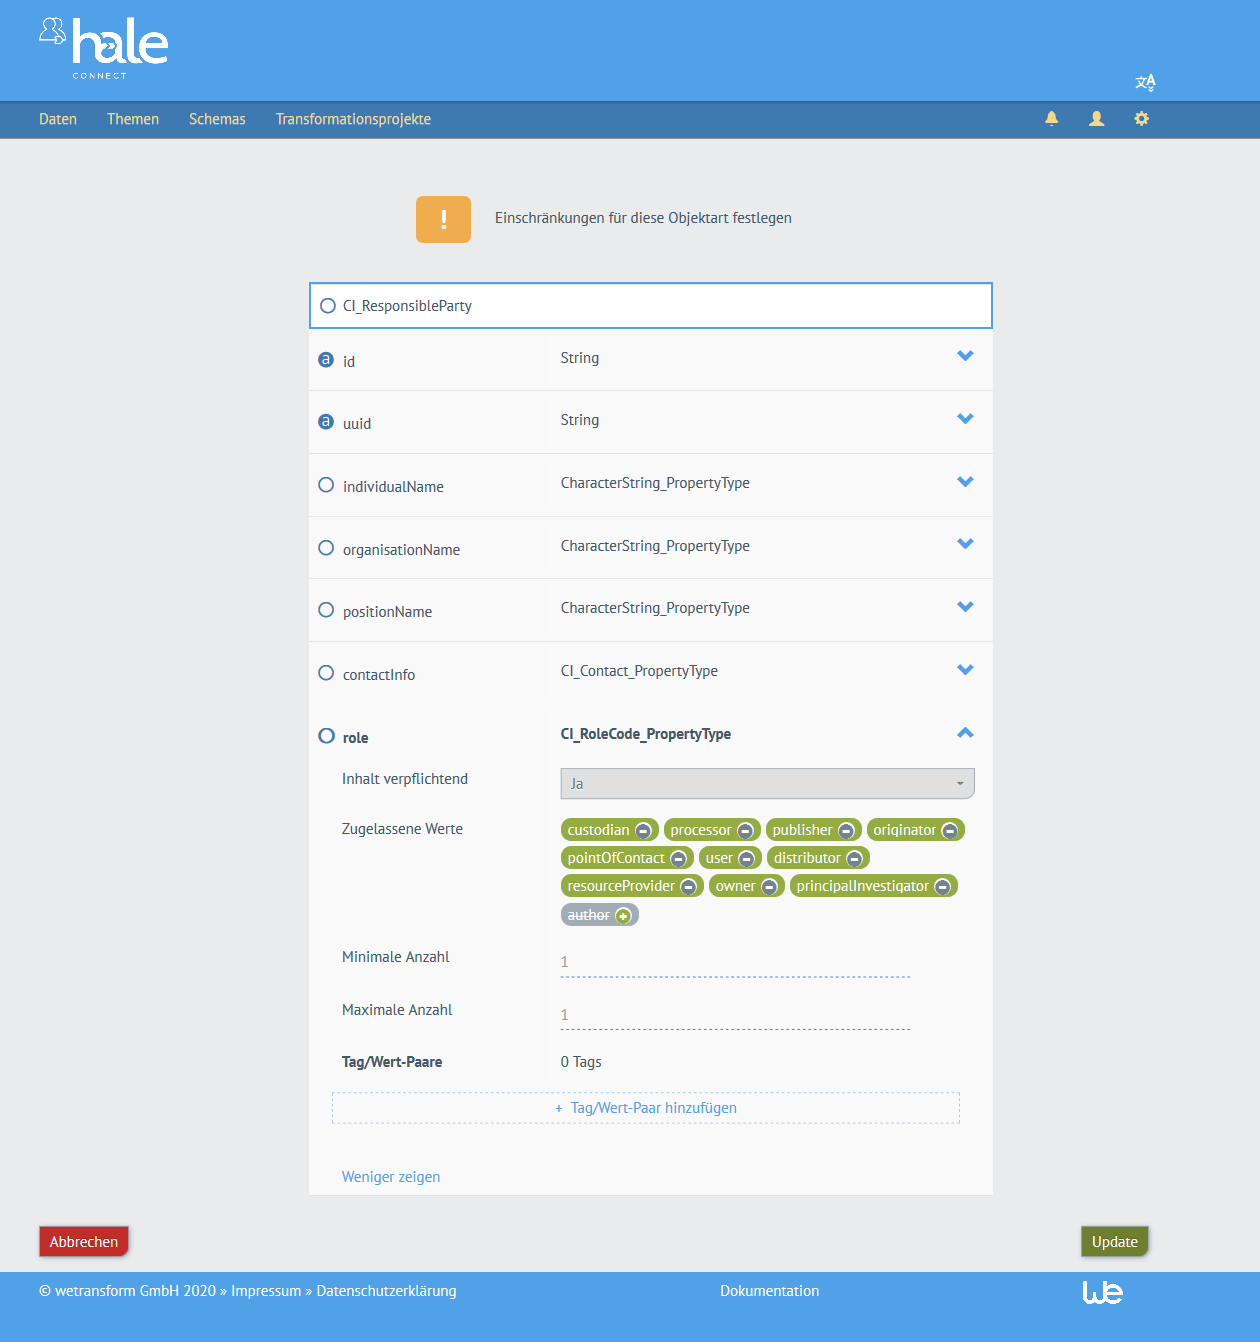 hale
CONNECT
Daten Themen Schemas Transformationsprojekte
! Einschränkungen für diese Objektart festlegen
CI_ResponsibleParty
a id String
a uuid String
individualName CharacterString_PropertyType
organisationName CharacterString_PropertyType
positionName CharacterString_PropertyType
contactInfo CI_Contact_PropertyType
role CI_RoleCode_PropertyType
Inhalt verpflichtend Ja
Zugelassene Werte custodian processor publisher originator
pointOfContact user distributor
resourceProvider owner principalInvestigator
author
Minimale Anzahl 1
Maximale Anzahl 1
Tag/Wert-Paare 0 Tags
+ Tag/Wert-Paar hinzufügen
Weniger zeigen
Abbrechen Update
© wetransform GmbH 2020 » Impressum » Datenschutzerklärung Dokumentation we